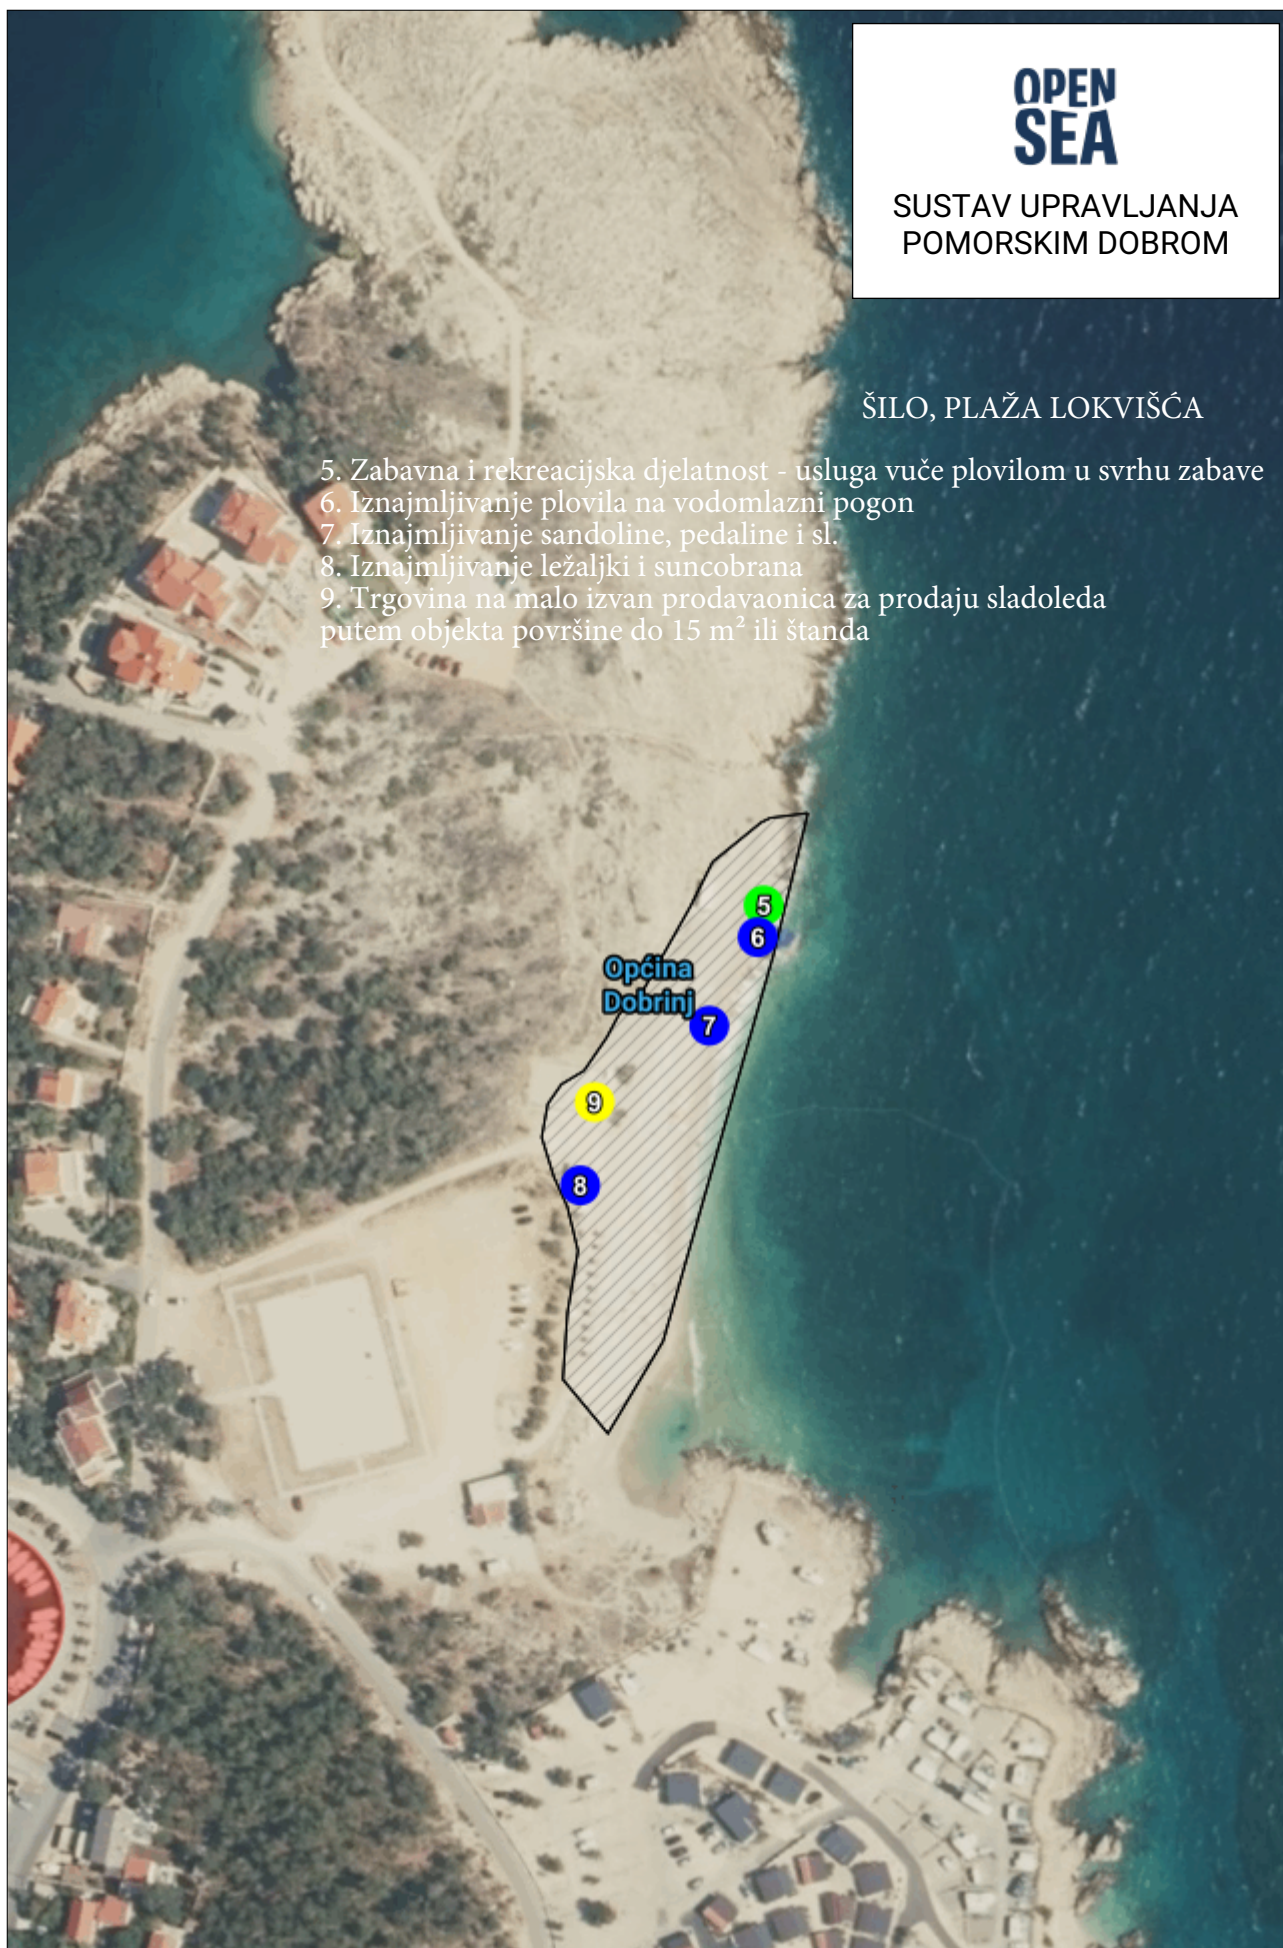 OPEN
SEA
SUSTAV UPRAVLJANJA
POMORSKIM DOBROM
ŠILO, PLAŽA LOKVIŠĆA
5. Zabavna i rekreacijska djelatnost - usluga vuče plovilom u svrhu zabave
6. Iznajmljivanje plovila na vodomlazni pogon
7. Iznajmljivanje sandoline, pedaline i sl.
8. Iznajmljivanje ležaljki i suncobrana
9. Trgovina na malo izvan prodavaonica za prodaju sladoleda
putem objekta površine do 15 m² ili štanda
5
6
Općina
Dobrinj
7
9
8